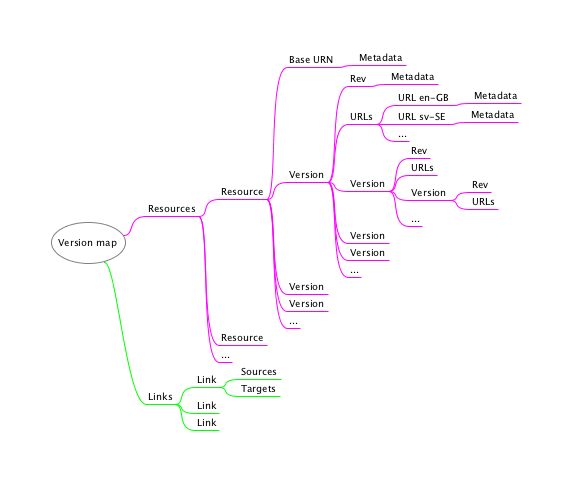 Version map
Resources
Resource
Base URN
Metadata
Version
Rev
Metadata
URLs
URL en-GB
Metadata
URL sv-SE
Metadata
...
Version
Rev
URLs
Version
Rev
URLs
...
Version
Version
...
Version
Version
...
Resource
...
Links
Link
Sources
Targets
Link
Link